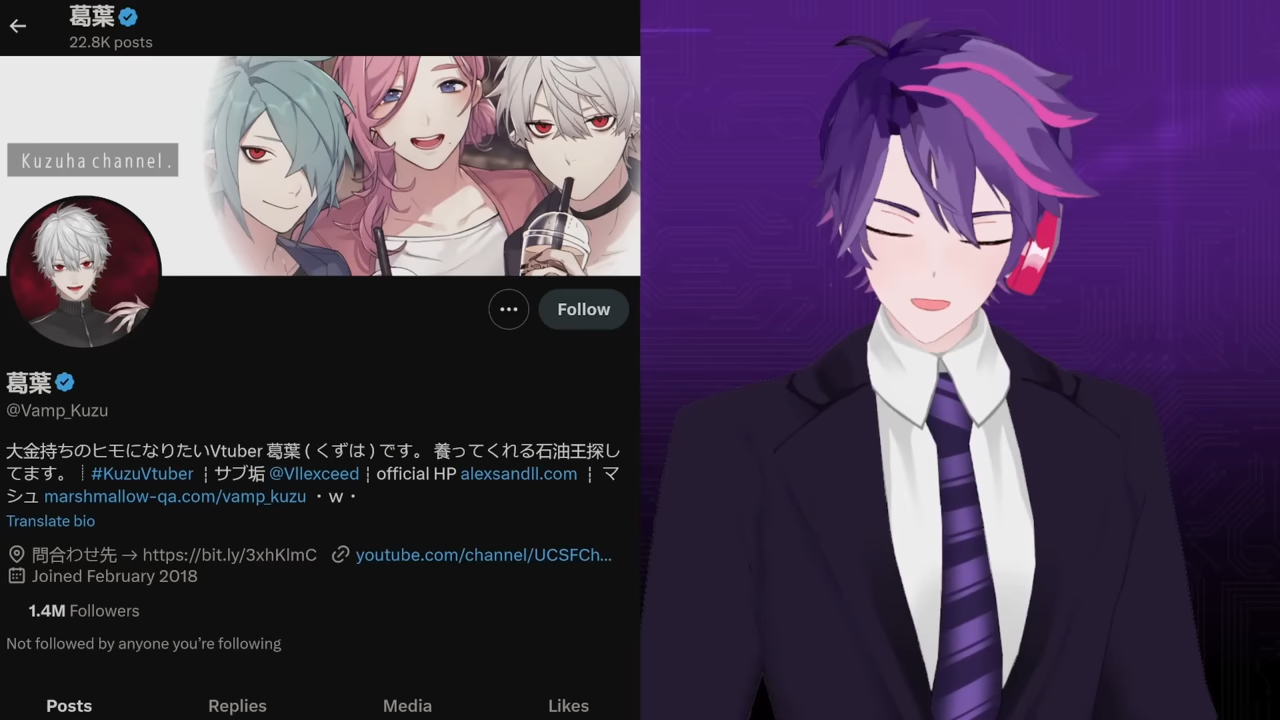 葛葉
22.8K posts
Kuzuha channel.
Follow
葛葉
@Vamp_Kuzu
大金持ちのヒモになりたいVtuber 葛葉 ( くずは ) です。 養ってくれる石油王探し
てます。┊#KuzuVtuber ¦ サブ垢 @VIIexceed ¦ official HP alexsandll.com ¦ マ
シュ marshmallow-qa.com/vamp_kuzu ・w・
Translate bio
問合わせ先 → https://bit.ly/3xhKlmC youtube.com/channel/UCSFCh...
Joined February 2018
1.4M Followers
Not followed by anyone you’re following
Posts Replies Media Likes